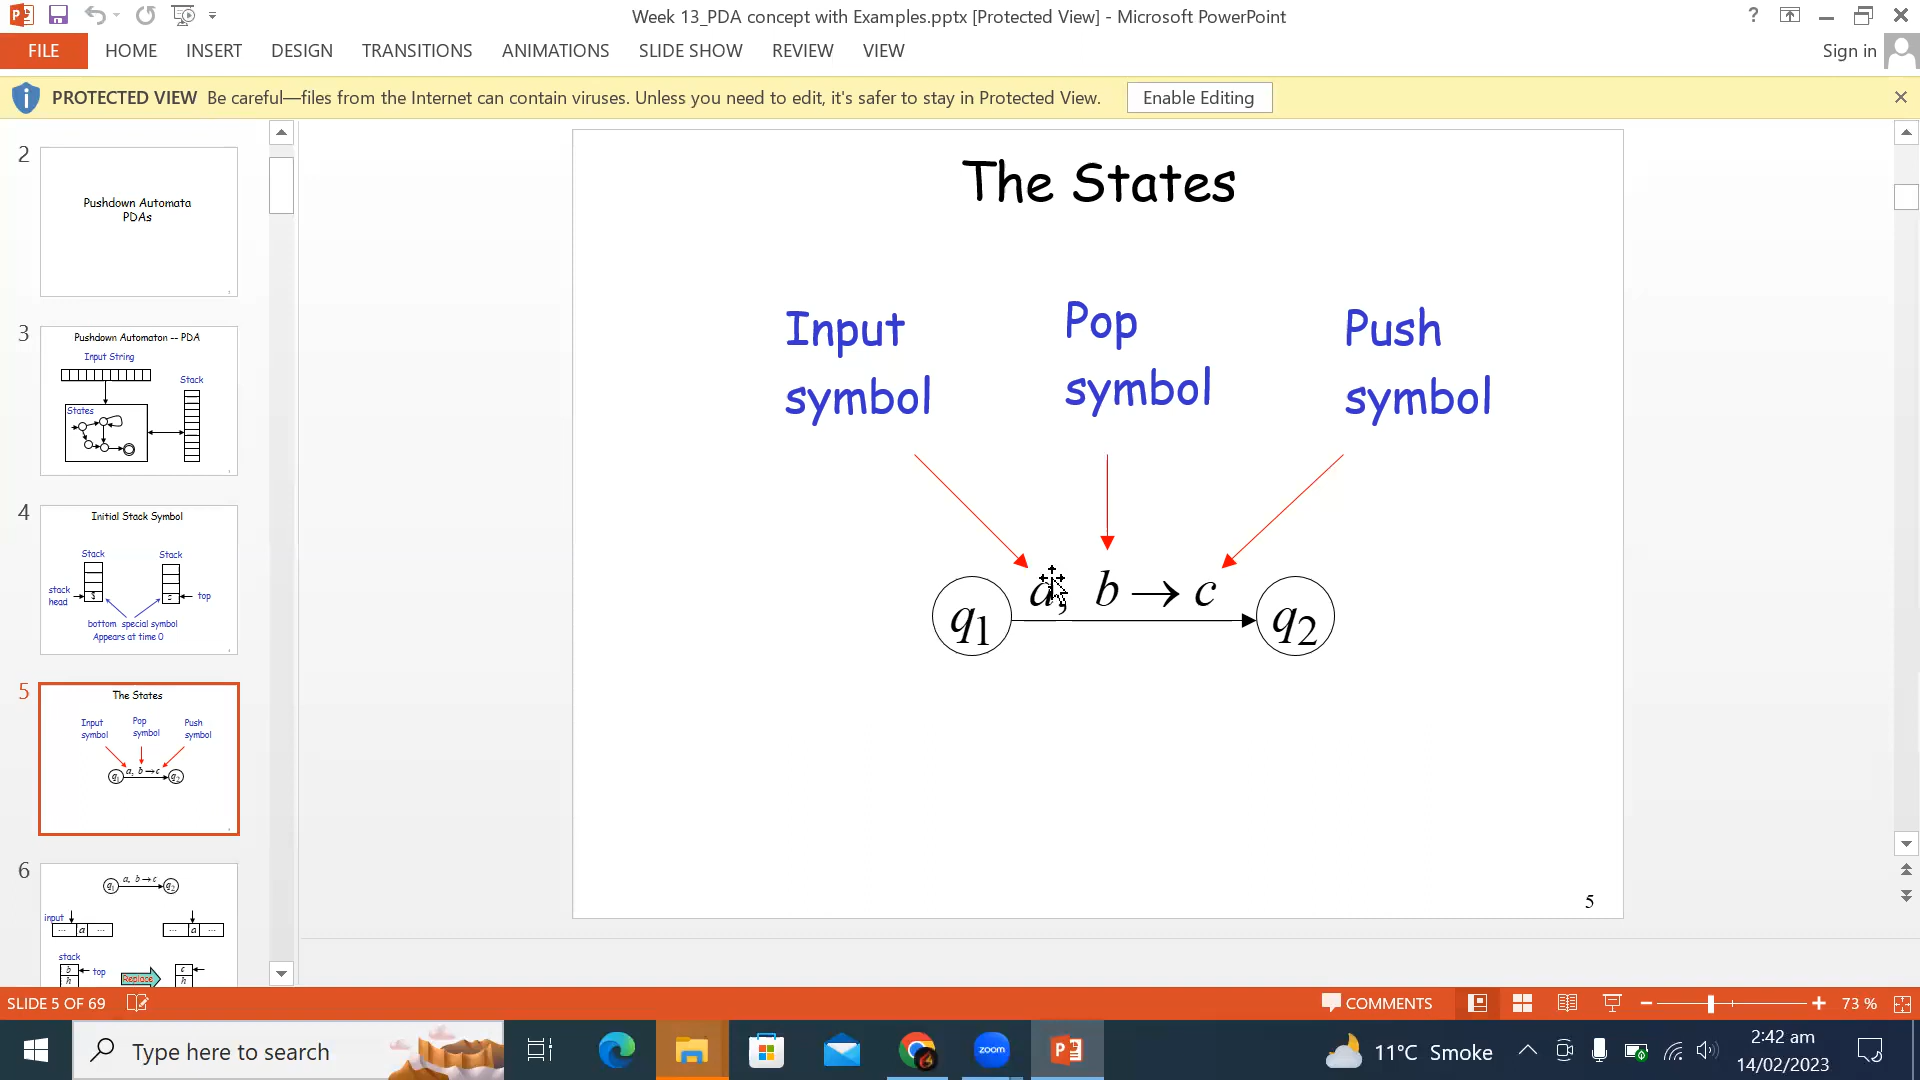 Week 13_PDA concept with Examples.pptx [Protected View] - Microsoft PowerPoint
?
FILE HOME INSERT DESIGN TRANSITIONS ANIMATIONS SLIDE SHOW REVIEW VIEW
Sign in
PROTECTED VIEW Be careful—files from the Internet can contain viruses. Unless you need to edit, it's safer to stay in Protected View.
Enable Editing
2
Pushdown Automata
PDAs
3
Pushdown Automaton -- PDA
Input String
Stack
States
4
Initial Stack Symbol
Stack Stack
stack
head
$
top
bottom special symbol
Appears at time 0
5
The States
Input Pop Push
symbol symbol symbol
q1 a, b → c q2
6
q1 a, b → c q2
input
... a ... ... a ...
stack
b top c
h Replace h
The States
Input Pop Push
symbol symbol symbol
a, b → c
q1 q2
5
SLIDE 5 OF 69
COMMENTS
73 %
Type here to search
zoom
11°C Smoke
2:42 am
14/02/2023